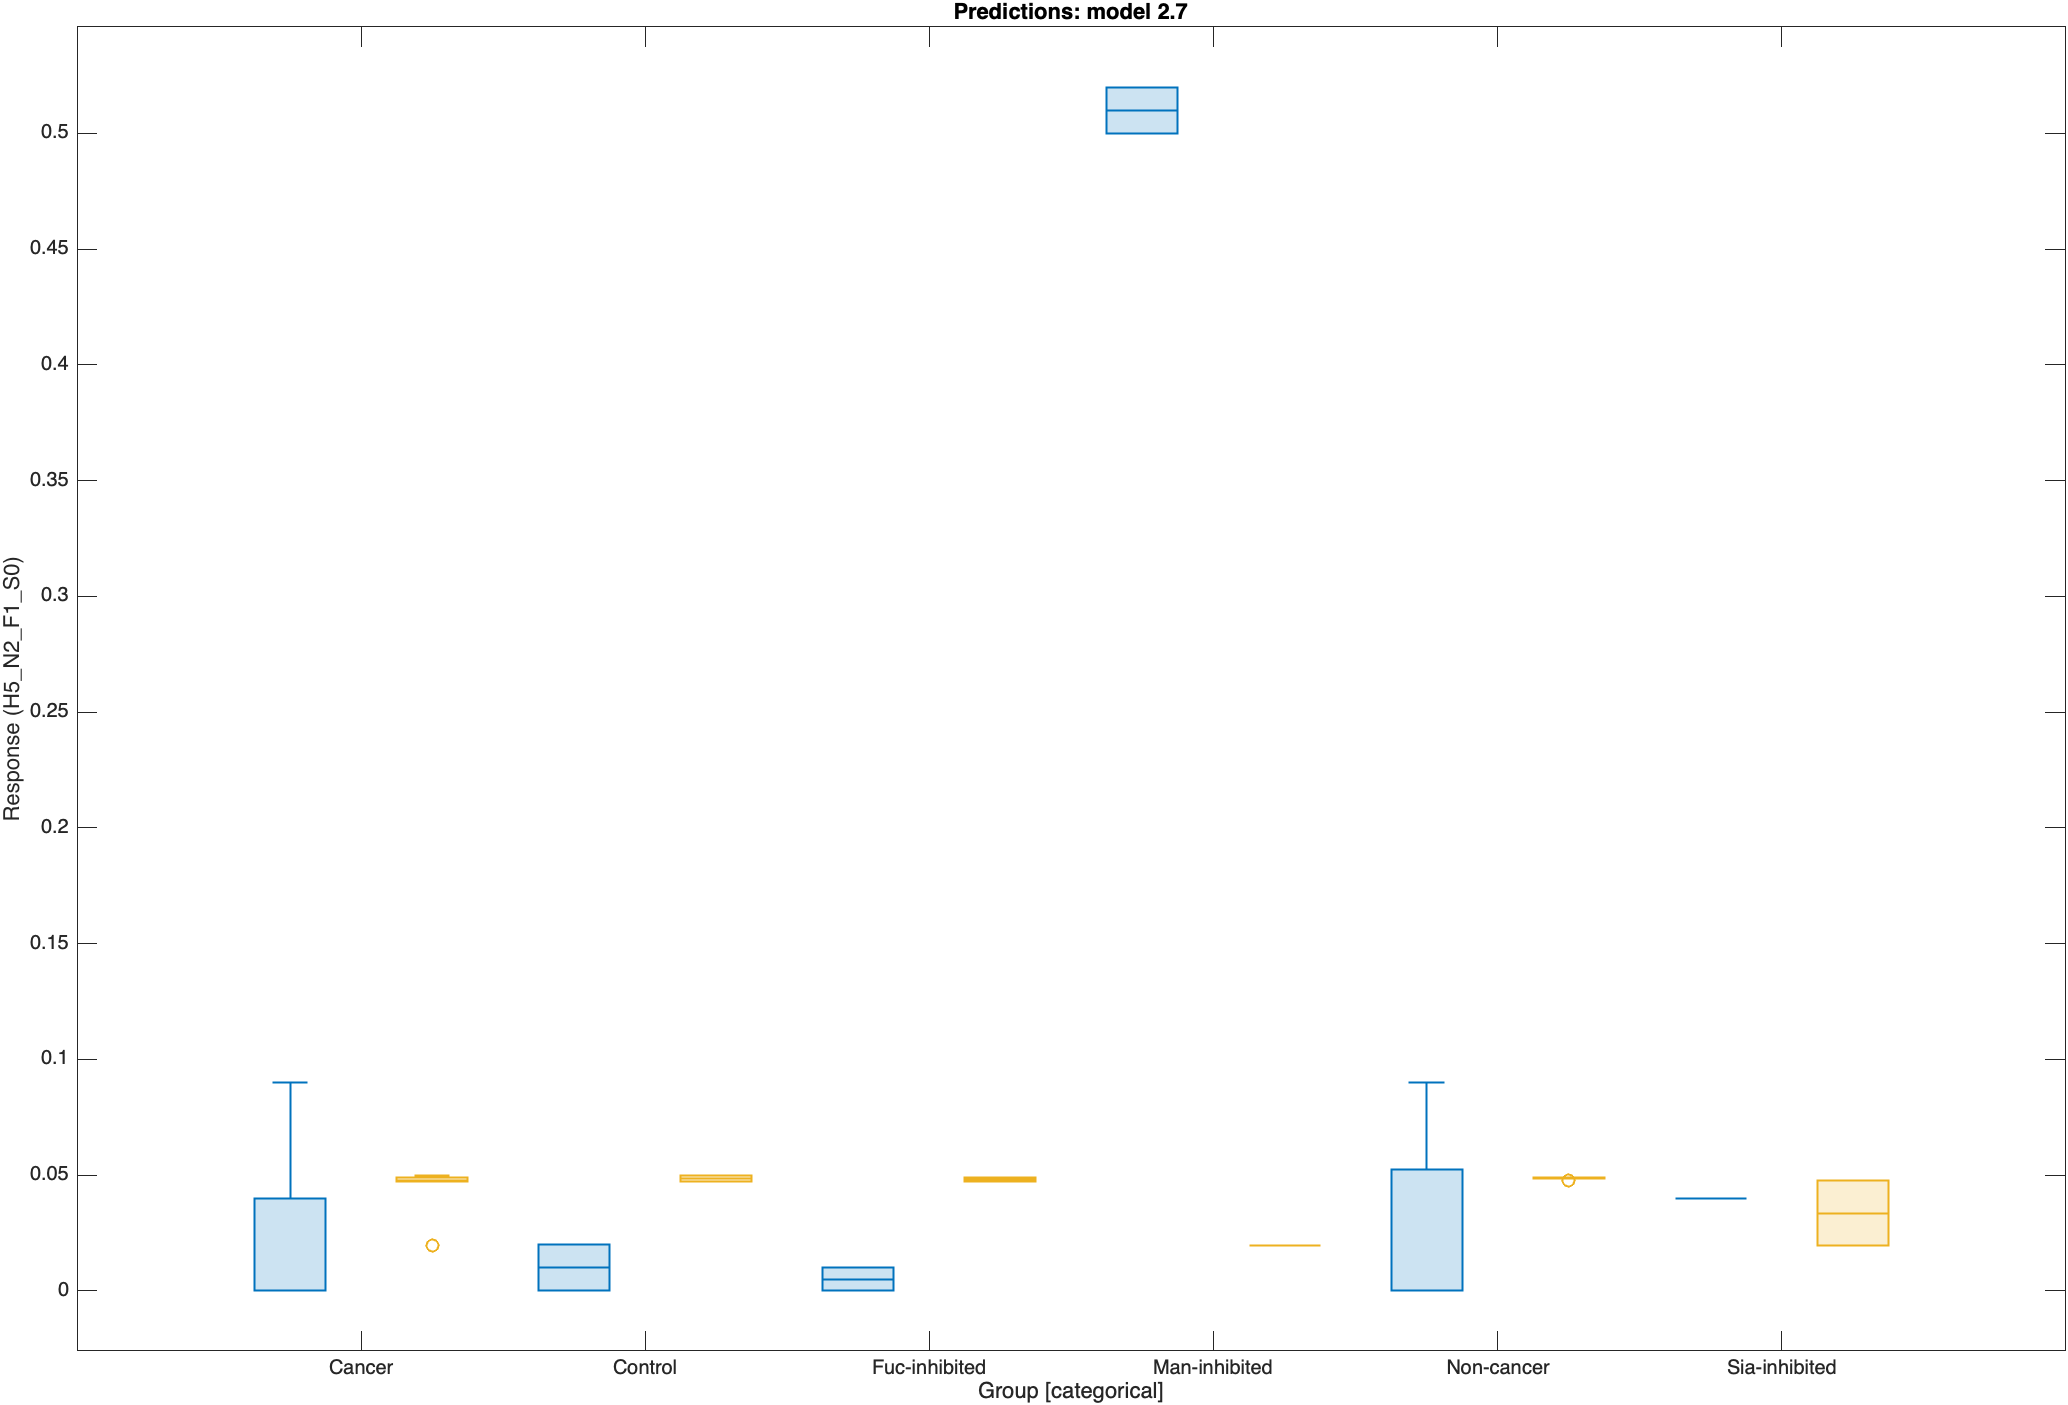 Predictions: model 2.7
Response (H5_N2_F1_S0)
0.5
0.45
0.4
0.35
0.3
0.25
0.2
0.15
0.1
0.05
0
Cancer Control Fuc-inhibited Man-inhibited Non-cancer Sia-inhibited
Group [categorical]